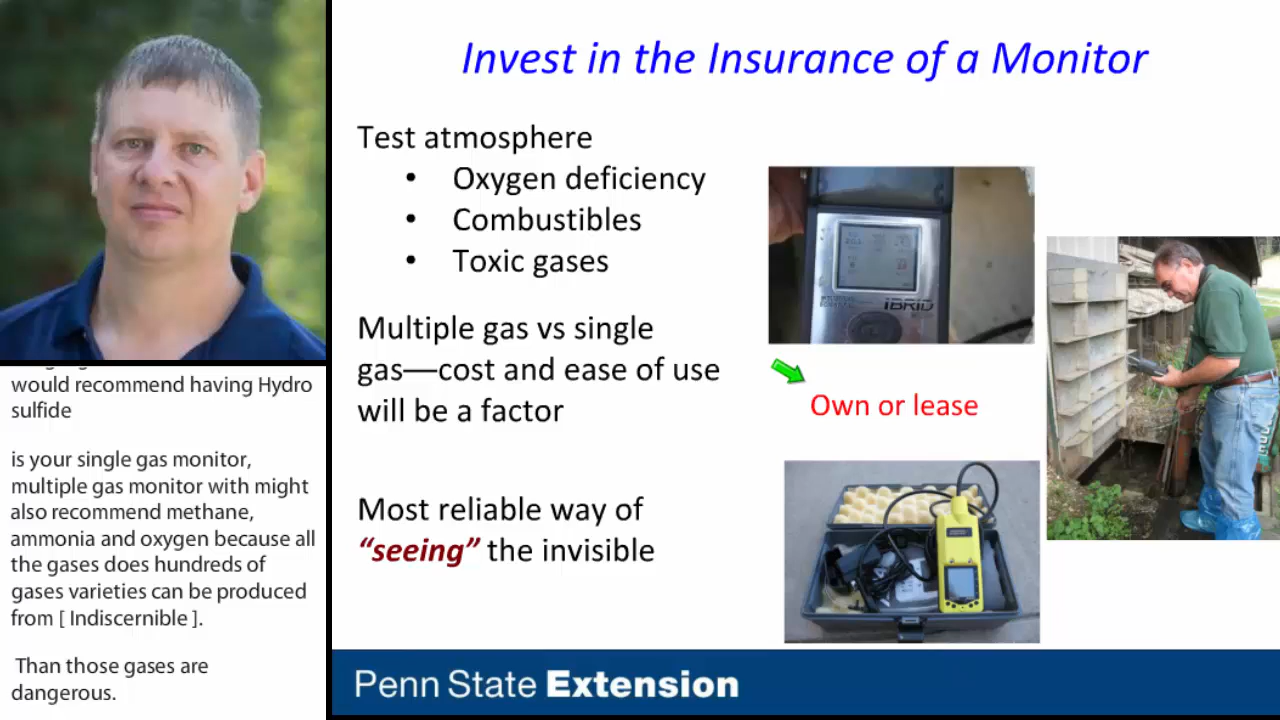 Invest in the Insurance of a Monitor
Test atmosphere
• Oxygen deficiency
• Combustibles
• Toxic gases
Multiple gas vs single
gas—cost and ease of use
will be a factor
Most reliable way of
“seeing” the invisible
iBRID
Own or lease
would recommend having Hydro
sulfide
is your single gas monitor,
multiple gas monitor with might
also recommend methane,
ammonia and oxygen because all
the gases does hundreds of
gases varieties can be produced
from [ Indiscernible ].
Than those gases are
dangerous.
Penn State Extension